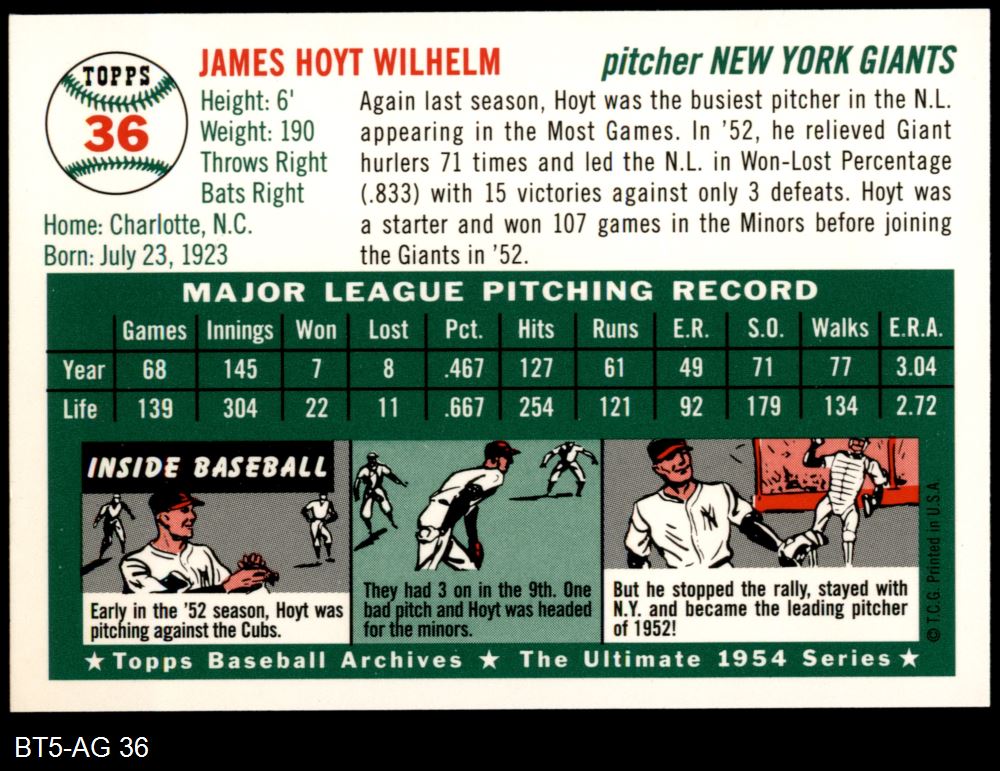 TOPPS
36
JAMES HOYT WILHELM
pitcher NEW YORK GIANTS
Height: 6'
Weight: 190
Throws Right
Bats Right
Home: Charlotte, N.C.
Born: July 23, 1923
Again last season, Hoyt was the busiest pitcher in the N.L.
appearing in the Most Games. In '52, he relieved Giant
hurlers 71 times and led the N.L. in Won-Lost Percentage
(.833) with 15 victories against only 3 defeats. Hoyt was
a starter and won 107 games in the Minors before joining
the Giants in '52.
MAJOR LEAGUE PITCHING RECORD
Games Innings Won Lost Pct. Hits Runs E.R. S.O. Walks E.R.A.
Year 68 145 7 8 .467 127 61 49 71 77 3.04
Life 139 304 22 11 .667 254 121 92 179 134 2.72
INSIDE BASEBALL
Early in the '52 season, Hoyt was
pitching against the Cubs.
They had 3 on in the 9th. One
bad pitch and Hoyt was headed
for the minors.
NY
But he stopped the rally, stayed with
N.Y. and became the leading pitcher
of 1952!
© T.C.G. Printed in U.S.A.
★ Topps Baseball Archives ★ The Ultimate 1954 Series ★
BT5-AG 36